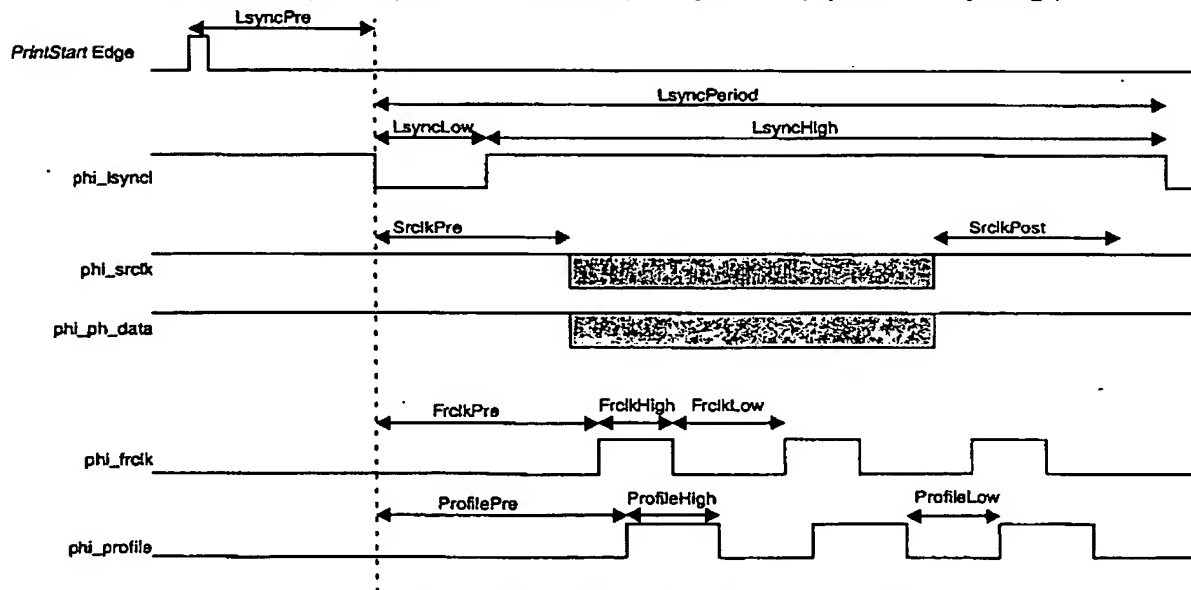 LsyncPre
PrintStart Edge
LsyncPeriod
LsyncLow
LsyncHigh
phi_lsyncl
SrclkPre
SrclkPost
phi_srclk
phi_ph_data
FrclkPre
FrclkHigh
FrclkLow
phi_frclk
ProfilePre
ProfileHigh
ProfileLow
phi_profile